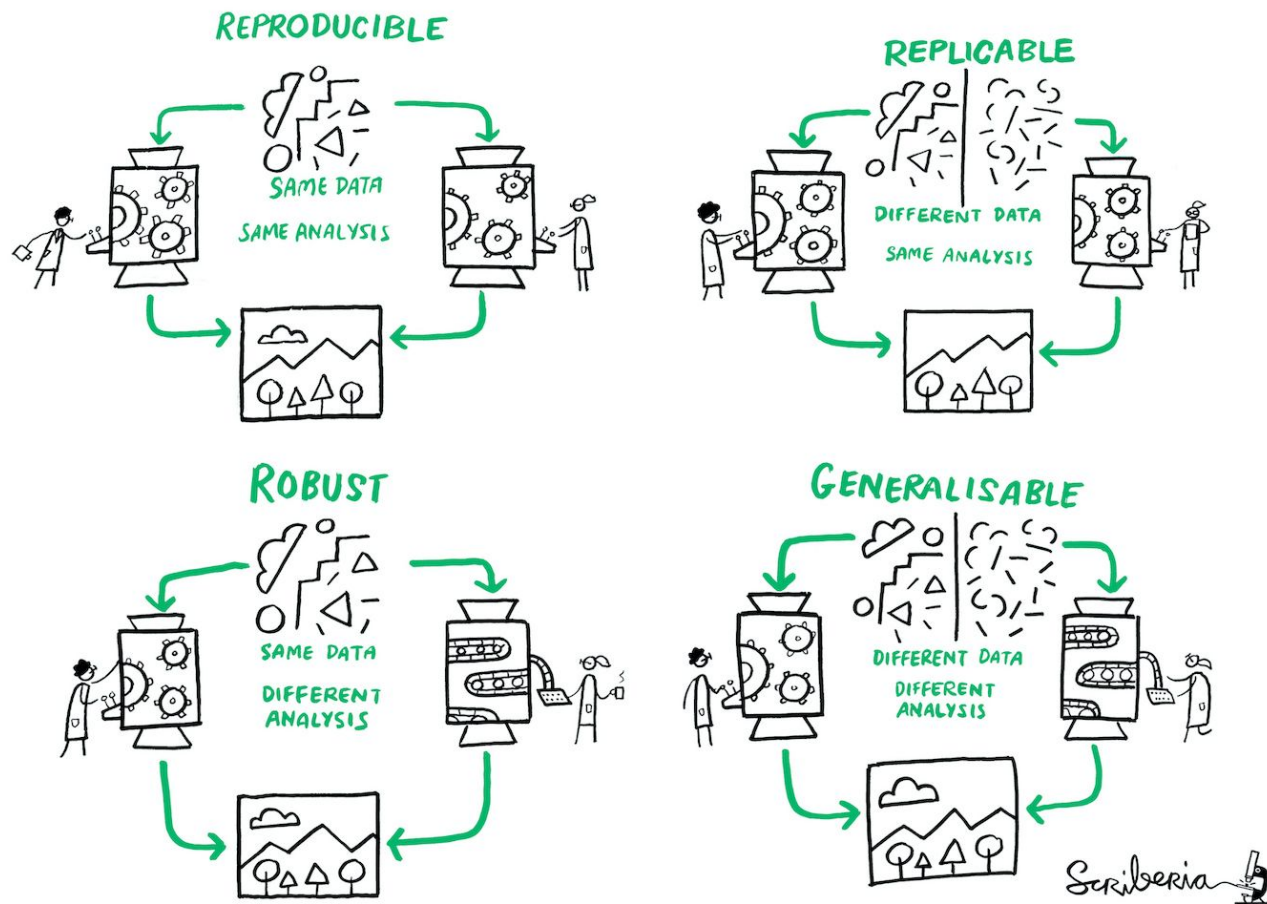 REPRODUCIBLE
SAME DATA
SAME ANALYSIS
REPLICABLE
DIFFERENT DATA
SAME ANALYSIS
ROBUST
SAME DATA
DIFFERENT
ANALYSIS
GENERALISABLE
DIFFERENT DATA
DIFFERENT
ANALYSIS
Scriberia